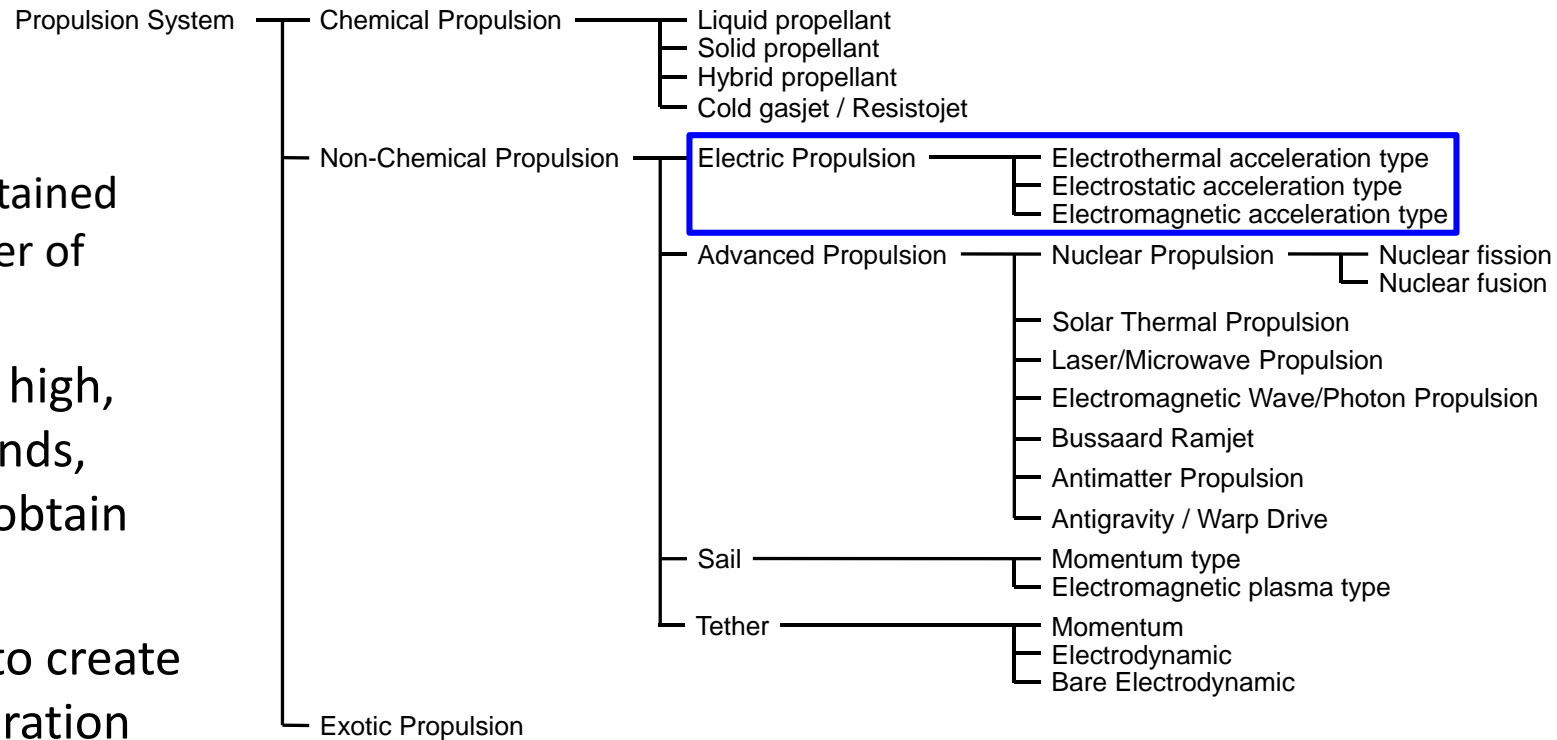 Propulsion System
Chemical Propulsion
Liquid propellant
Solid propellant
Hybrid propellant
Cold gasjet / Resistojet
Non-Chemical Propulsion
Electric Propulsion
Electrothermal acceleration type
Electrostatic acceleration type
Electromagnetic acceleration type
Advanced Propulsion
Nuclear Propulsion
Nuclear fission
Nuclear fusion
Solar Thermal Propulsion
Laser/Microwave Propulsion
Electromagnetic Wave/Photon Propulsion
Bussaard Ramjet
Antimatter Propulsion
Antigravity / Warp Drive
Sail
Momentum type
Electromagnetic plasma type
Tether
Momentum
Electrodynamic
Bare Electrodynamic
Exotic Propulsion
tained
er of
high,
nds,
obtain
to create
ration